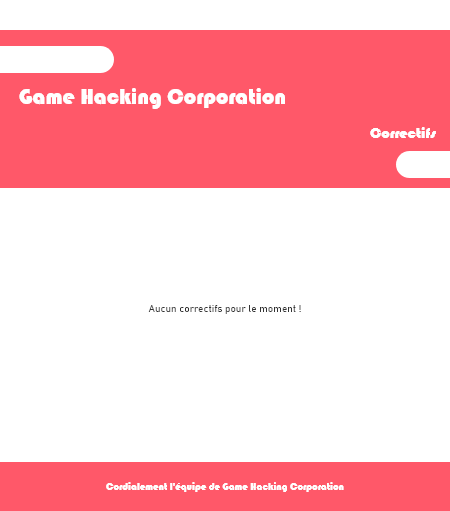 Game Hacking Corporation
Correctifs
Aucun correctifs pour le moment !
Cordialement l'équipe de Game Hacking Corporation